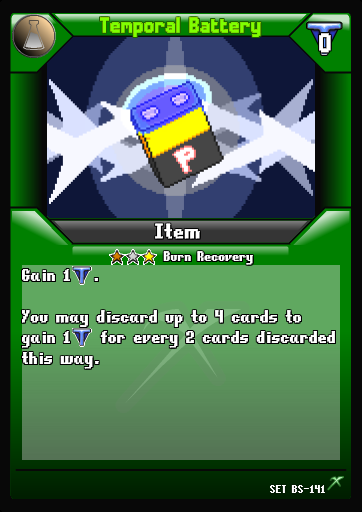 Temporal Battery
0
P
Item
Burn Recovery
Gain 1.
You may discard up to 4 cards to
gain 1 for every 2 cards discarded
this way.
SET BS-141